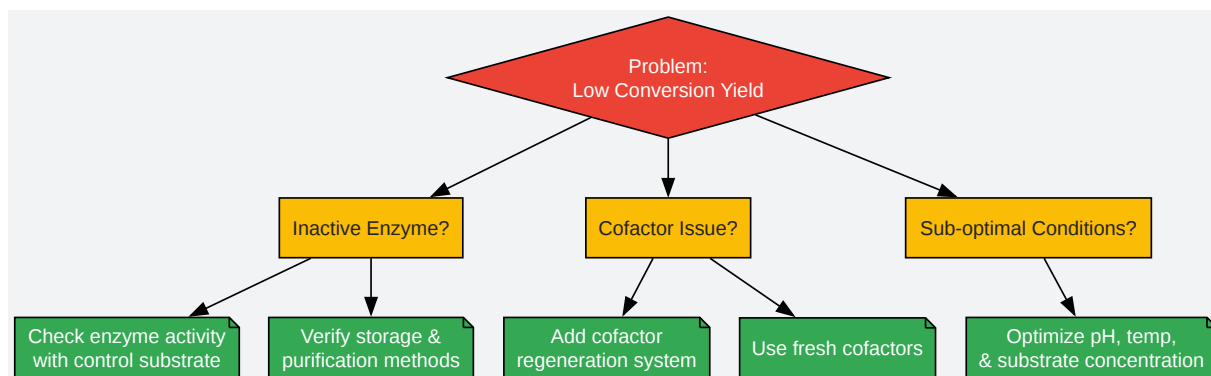 Problem:
Low Conversion Yield
Inactive Enzyme?
Cofactor Issue?
Sub-optimal Conditions?
Check enzyme activity
with control substrate
Verify storage &
purification methods
Add cofactor
regeneration system
Use fresh cofactors
Optimize pH, temp,
& substrate concentration